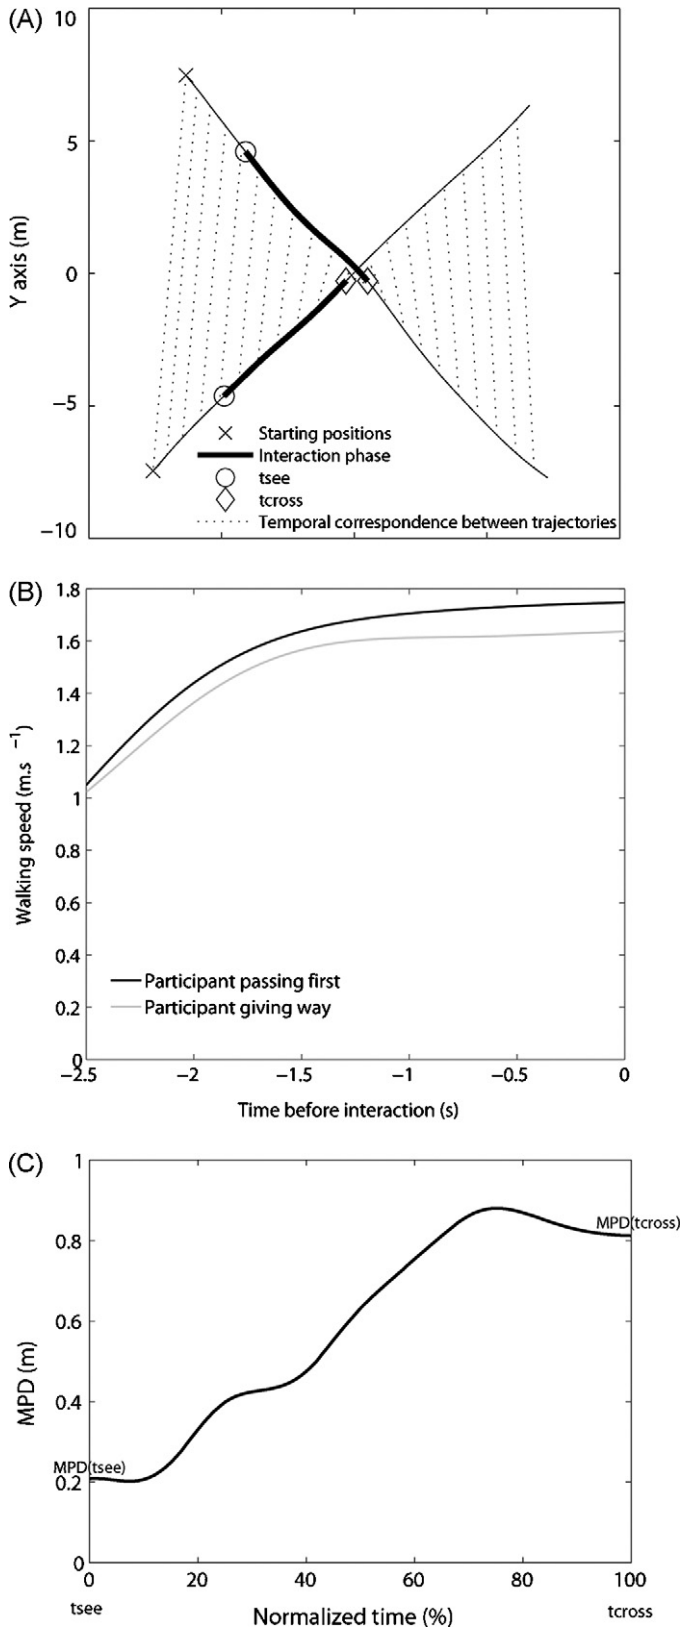 (A)
10
5
0
−5
−10
Y axis (m)
Starting positions
Interaction phase
tsee
tcross
Temporal correspondence between trajectories
(B)
1.8
1.6
1.4
1.2
1
0.8
0.6
0.4
0.2
0
Walking speed (m.s −1)
Participant passing first
Participant giving way
−2.5 −2 −1.5 −1 −0.5 0
Time before interaction (s)
(C)
1
0.8
0.6
0.4
0.2
0
MPD (m)
MPD(tcross)
MPD(tsee)
0 20 40 60 80 100
tsee tcross
Normalized time (%)